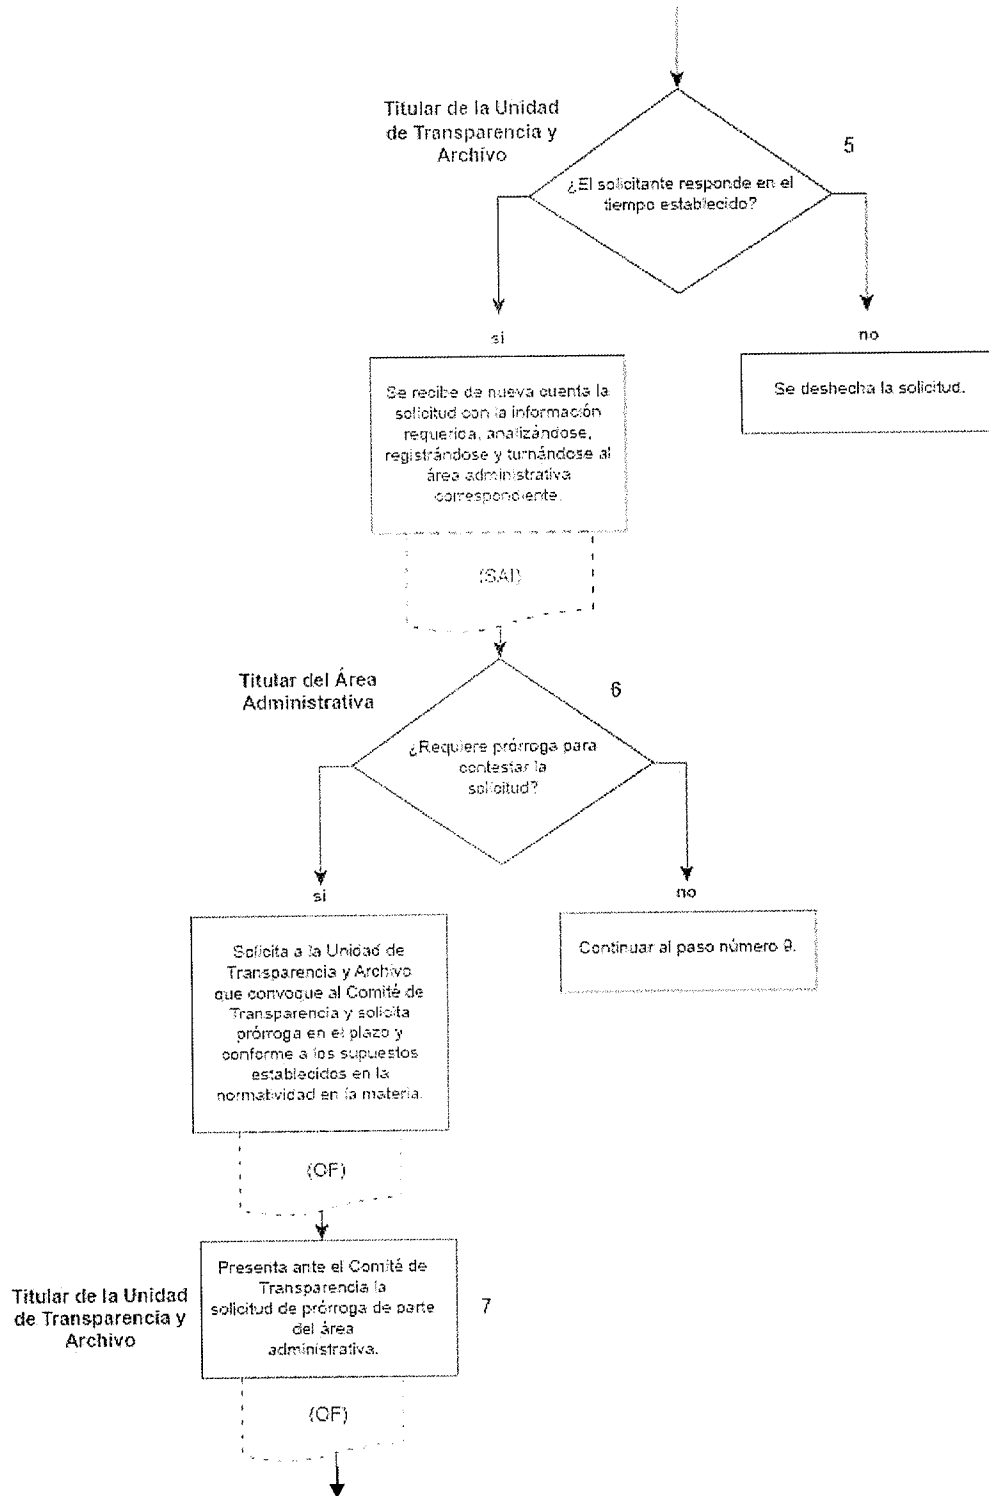 Titular de la Unidad
de Transparencia y
Archivo
5
¿El solicitante responde en el
tiempo establecido?
si
no
Se recibe de nueva cuenta la
solicitud con la información
requerida, analizándose,
registrándose y turnándose al
área administrativa
correspondiente.
Se deshecha la solicitud.
(SAI)
Titular del Área
Administrativa
6
¿Requiere prórroga para
contestar la
solicitud?
si
no
Solicita a la Unidad de
Transparencia y Archivo
que convoque al Comité de
Transparencia y solicita
prórroga en el plazo y
conforme a los supuestos
establecidos en la
normatividad en la materia.
Continuar al paso número 9.
(OF)
Titular de la Unidad
de Transparencia y
Archivo
Presenta ante el Comité de
Transparencia la
solicitud de prórroga de parte
del área
administrativa.
7
(OF)